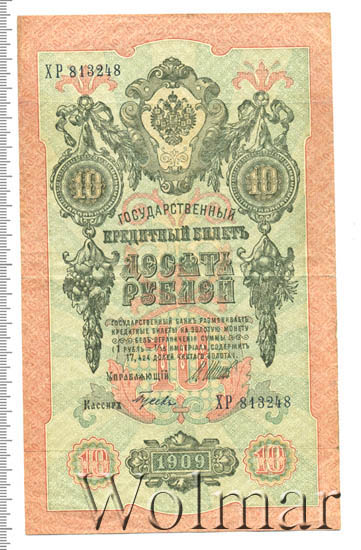 ХР 813248
10
10
ГОСУДАРСТВЕННЫЙ
КРЕДИТНЫЙ БИЛЕТЪ
ДЕСЯТЬ
РУБЛЕЙ
ГОСУДАРСТВЕННЫЙ БАНКЪ РАЗМѢНИВАЕТЪ
КРЕДИТНЫЕ БИЛЕТЫ НА ЗОЛОТУЮ МОНЕТУ
БЕЗЪ ОГРАНИЧЕНІЯ СУММЫ
(1 РУБЛЬ = 1/15 ИМПЕРІАЛА, СОДЕРЖИТЪ
17,424 ДОЛЕЙ ЧИСТАГО ЗОЛОТА).
УПРАВЛЯЮЩІЙ
10
Кассиръ
ХР 813248
10
1909
10
Wolmar